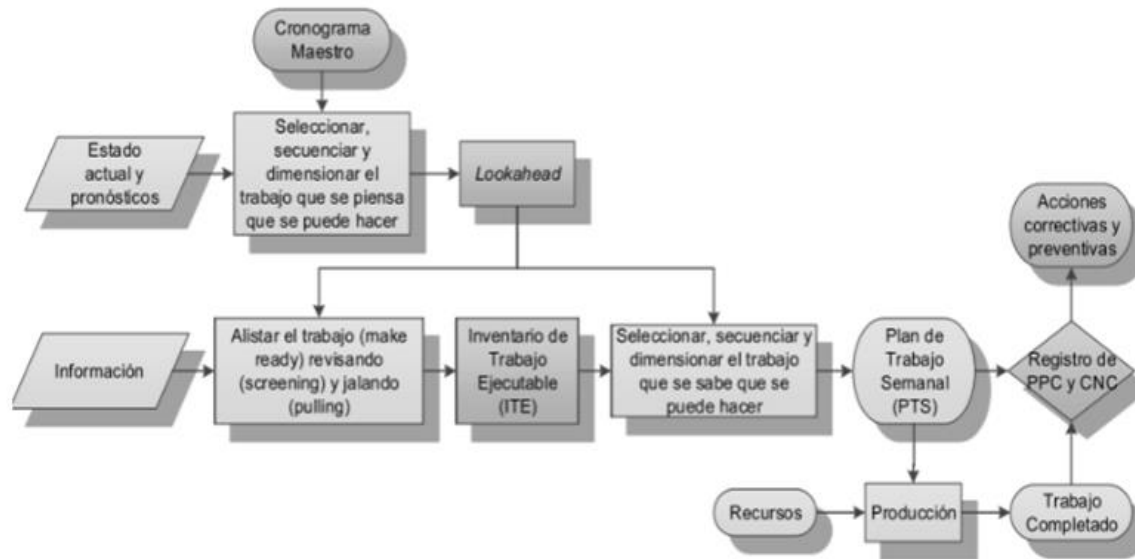 Cronograma
Maestro
Estado
actual y
pronósticos
Seleccionar,
secuenciar y
dimensionar el
trabajo que se piensa
que se puede hacer
Lookahead
Acciones
correctivas y
preventivas
Información
Alistar el trabajo (make
ready) revisando
(screening) y jalando
(pulling)
Inventario de
Trabajo
Ejecutable
(ITE)
Seleccionar, secuenciar y
dimensionar el trabajo
que se sabe que se
puede hacer
Plan de
Trabajo
Semanal
(PTS)
Registro de
PPC y CNC
Recursos
Producción
Trabajo
Completado